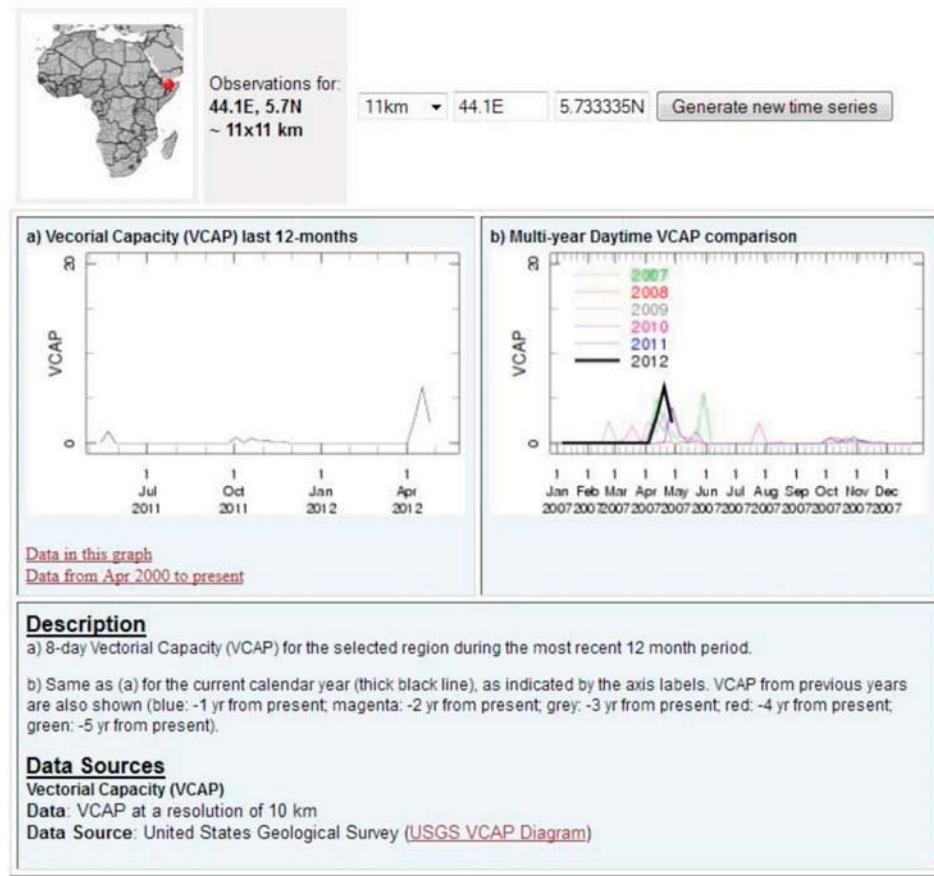 Observations for:
44.1E, 5.7N
~ 11x11 km
11km
44.1E
5.733335N
Generate new time series
a) Vecorial Capacity (VCAP) last 12-months
20
VCAP
0
1 1 1 1
Jul Oct Jan Apr
2011 2011 2012 2012
Data in this graph
Data from Apr 2000 to present
b) Multi-year Daytime VCAP comparison
20
VCAP
0
2007
2008
2009
2010
2011
2012
1 1 1 1 1 1 1 1 1 1 1 1
Jan Feb Mar Apr May Jun Jul Aug Sep Oct Nov Dec
2007 2007 2007 2007 2007 2007 2007 2007 2007 2007 2007 2007
Description
a) 8-day Vectorial Capacity (VCAP) for the selected region during the most recent 12 month period.
b) Same as (a) for the current calendar year (thick black line), as indicated by the axis labels. VCAP from previous years
are also shown (blue: -1 yr from present; magenta: -2 yr from present; grey: -3 yr from present; red: -4 yr from present;
green: -5 yr from present).
Data Sources
Vectorial Capacity (VCAP)
Data: VCAP at a resolution of 10 km
Data Source: United States Geological Survey (USGS VCAP Diagram)